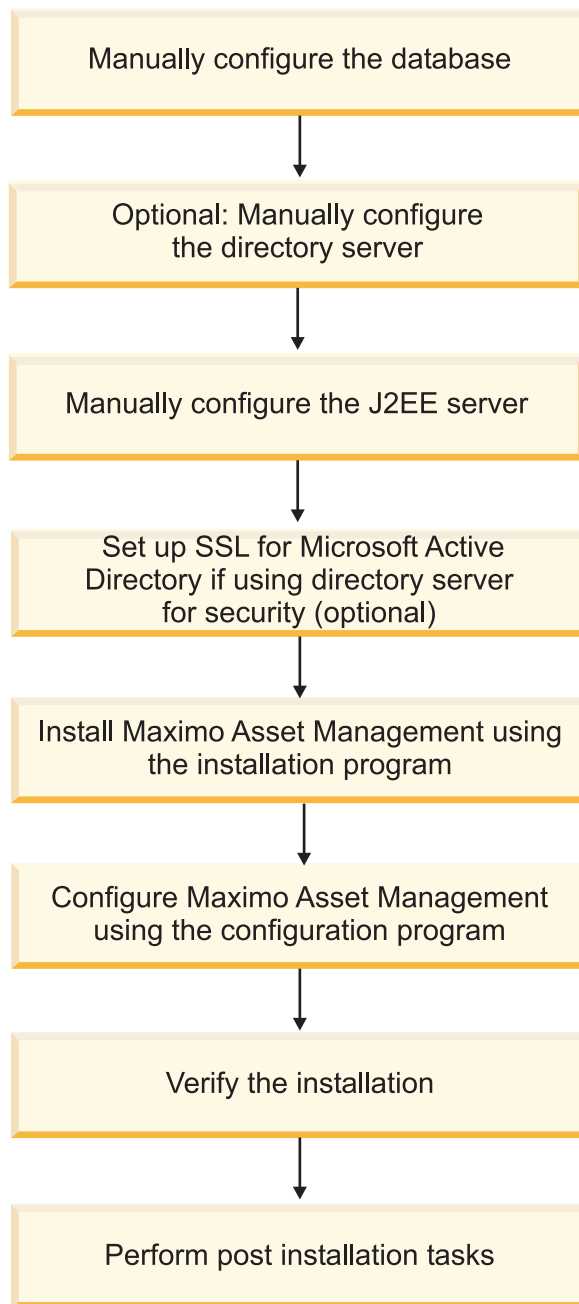 Manually configure the database
Optional: Manually configure
the directory server
Manually configure the J2EE server
Set up SSL for Microsoft Active
Directory if using directory server
for security (optional)
Install Maximo Asset Management using
the installation program
Configure Maximo Asset Management
using the configuration program
Verify the installation
Perform post installation tasks